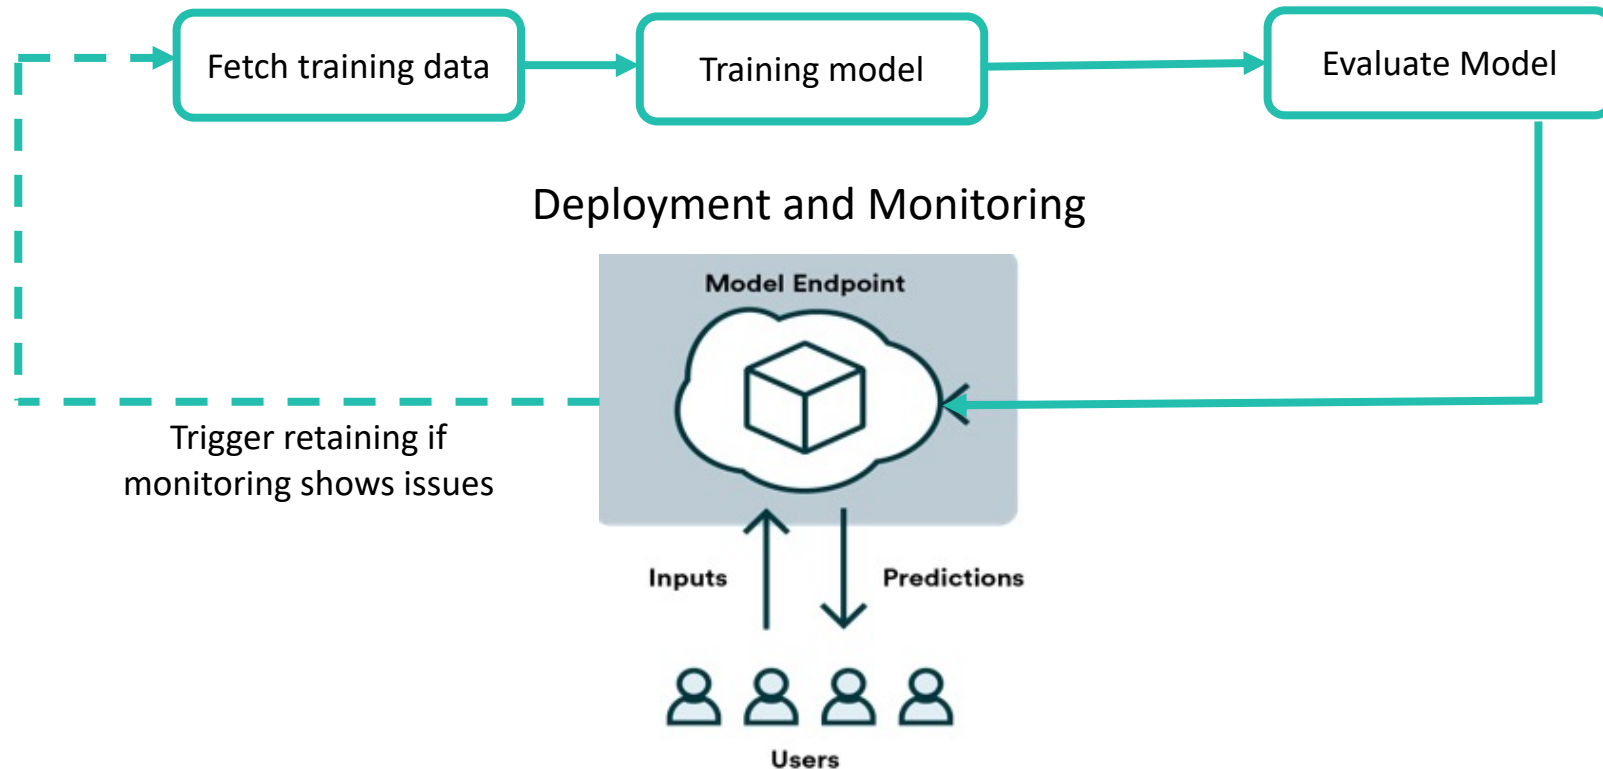 Fetch training data
Training model
Evaluate Model
Deployment and Monitoring
Model Endpoint
Trigger retaining if
monitoring shows issues
Inputs
Predictions
Users